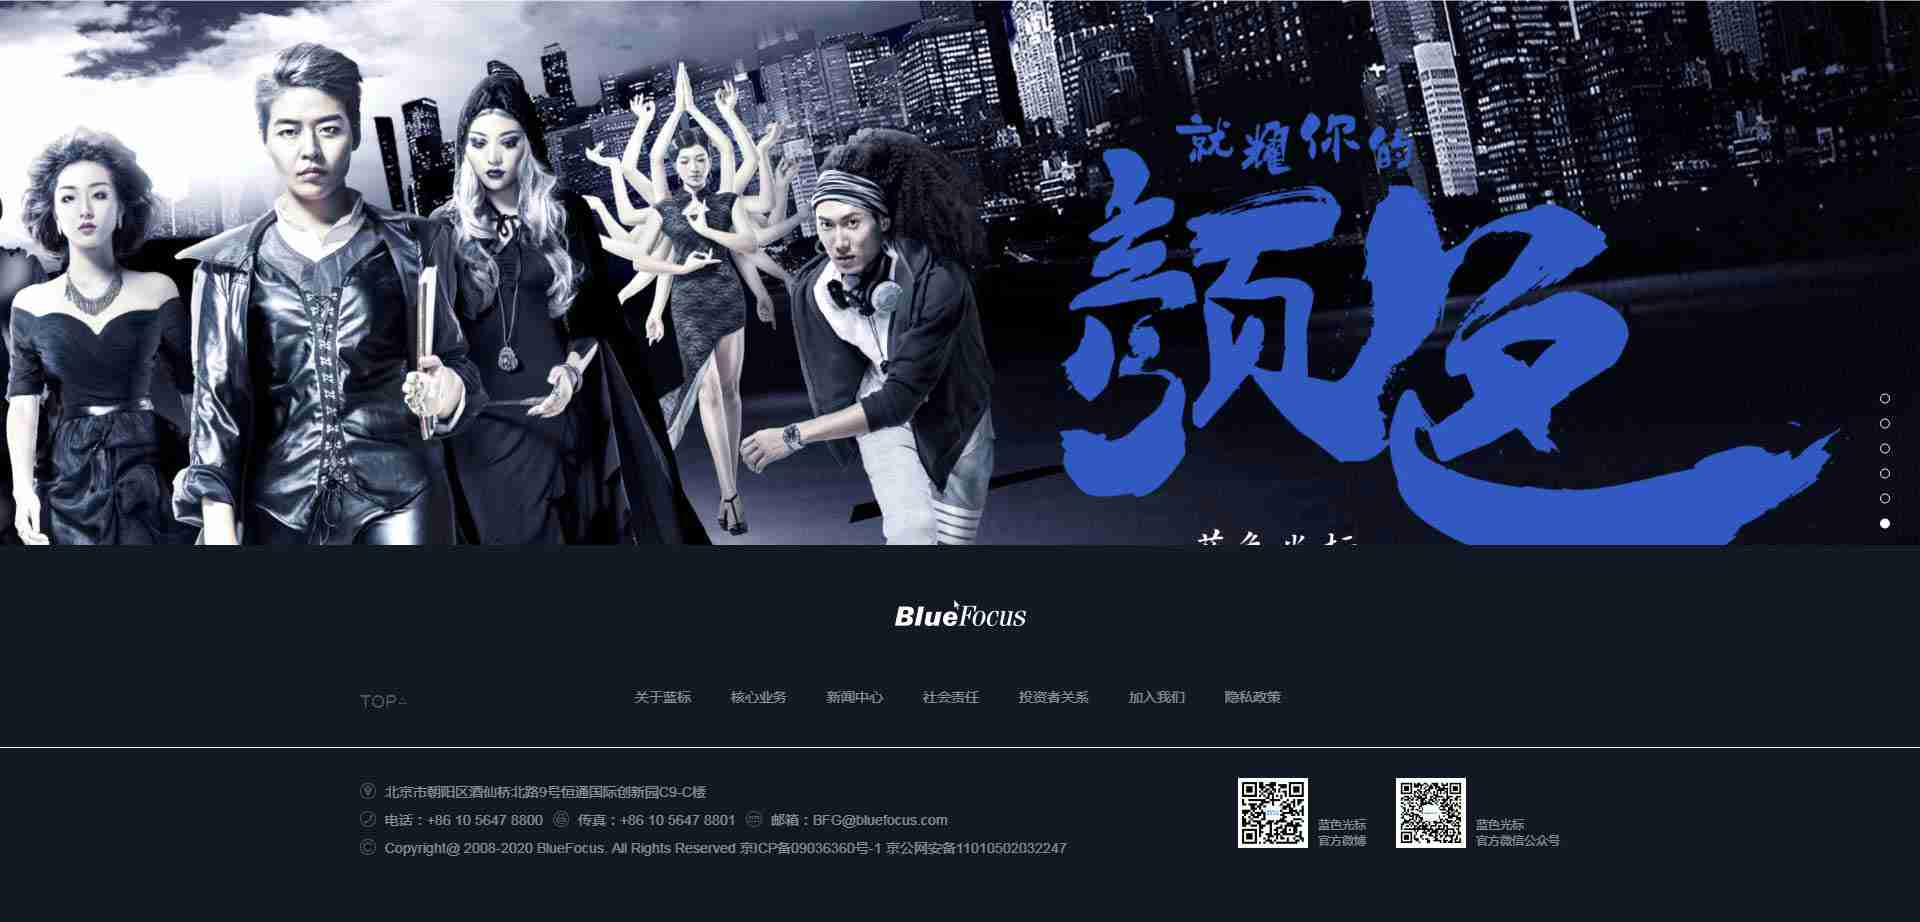 就耀你的
颜色
蓝色光标
BlueFocus
TOP
关于蓝标 核心业务 新闻中心 社会责任 投资者关系 加入我们 隐私政策
北京市朝阳区酒仙桥北路9号恒通国际创新园C9-C楼
电话：+86 10 5647 8800 传真：+86 10 5647 8801 邮箱：BFG@bluefocus.com
Copyright@ 2008-2020 BlueFocus. All Rights Reserved 京ICP备09036360号-1 京公网安备11010502032247
蓝色光标
官方微博
蓝色光标
官方微信公众号